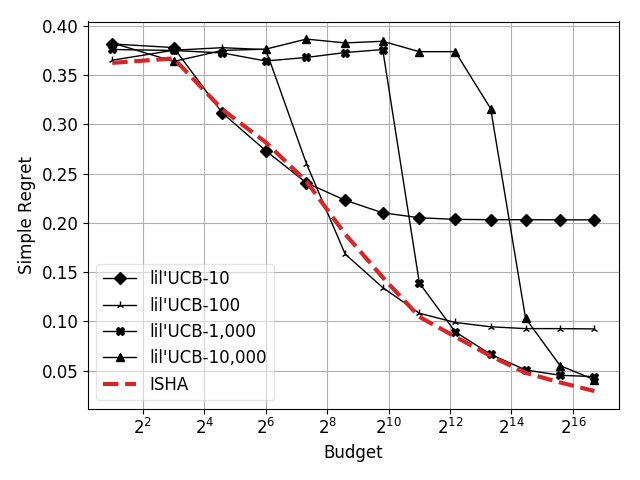 0.40
0.35
0.30
0.25
0.20
0.15
0.10
0.05
Simple Regret
lil'UCB-10
lil'UCB-100
lil'UCB-1,000
lil'UCB-10,000
ISHA
2^2 2^4 2^6 2^8 2^10 2^12 2^14 2^16
Budget